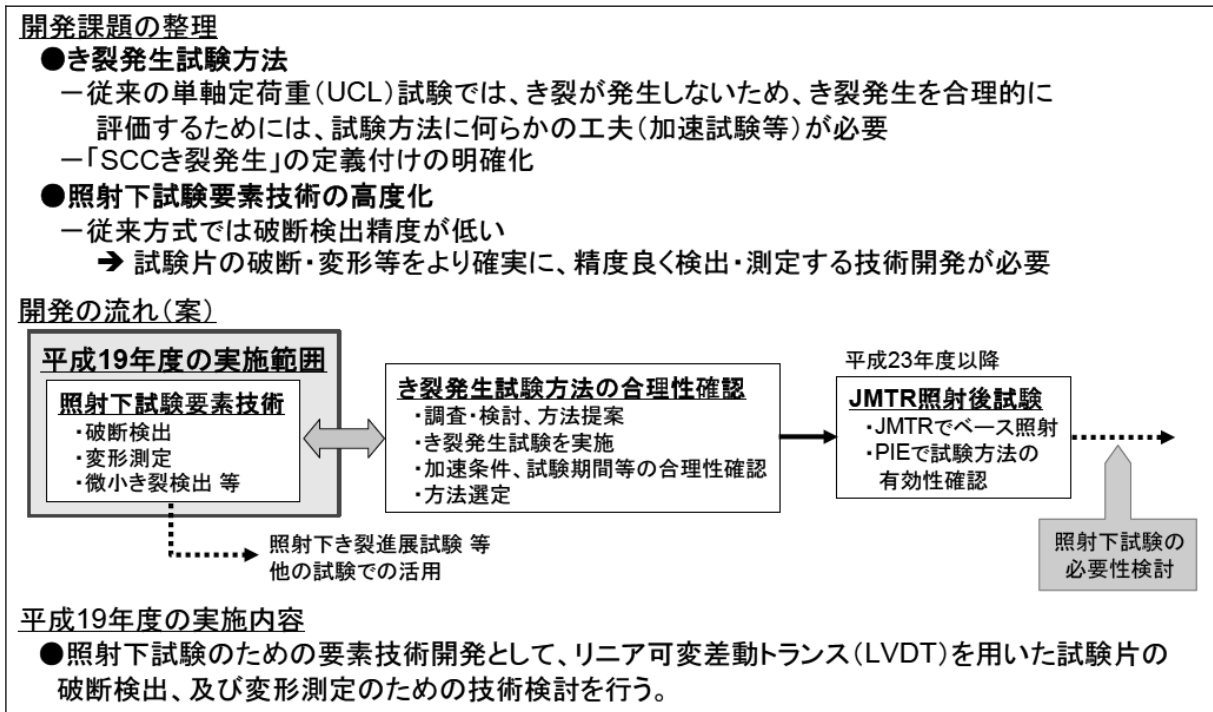 開発課題の整理
●き裂発生試験方法
－従来の単軸定荷重(UCL)試験では、き裂が発生しないため、き裂発生を合理的に
評価するためには、試験方法に何らかの工夫(加速試験等)が必要
－「SCCき裂発生」の定義付けの明確化
●照射下試験要素技術の高度化
－従来方式では破断検出精度が低い
➔ 試験片の破断・変形等をより確実に、精度良く検出・測定する技術開発が必要
開発の流れ(案)
平成19年度の実施範囲
照射下試験要素技術
・破断検出
・変形測定
・微小き裂検出 等
き裂発生試験方法の合理性確認
・調査・検討、方法提案
・き裂発生試験を実施
・加速条件、試験期間等の合理性確認
・方法選定
平成23年度以降
JMTR照射後試験
・JMTRでベース照射
・PIEで試験方法の
有効性確認
照射下き裂進展試験 等
他の試験での活用
照射下試験の
必要性検討
平成19年度の実施内容
●照射下試験のための要素技術開発として、リニア可変差動トランス(LVDT)を用いた試験片の
破断検出、及び変形測定のための技術検討を行う。